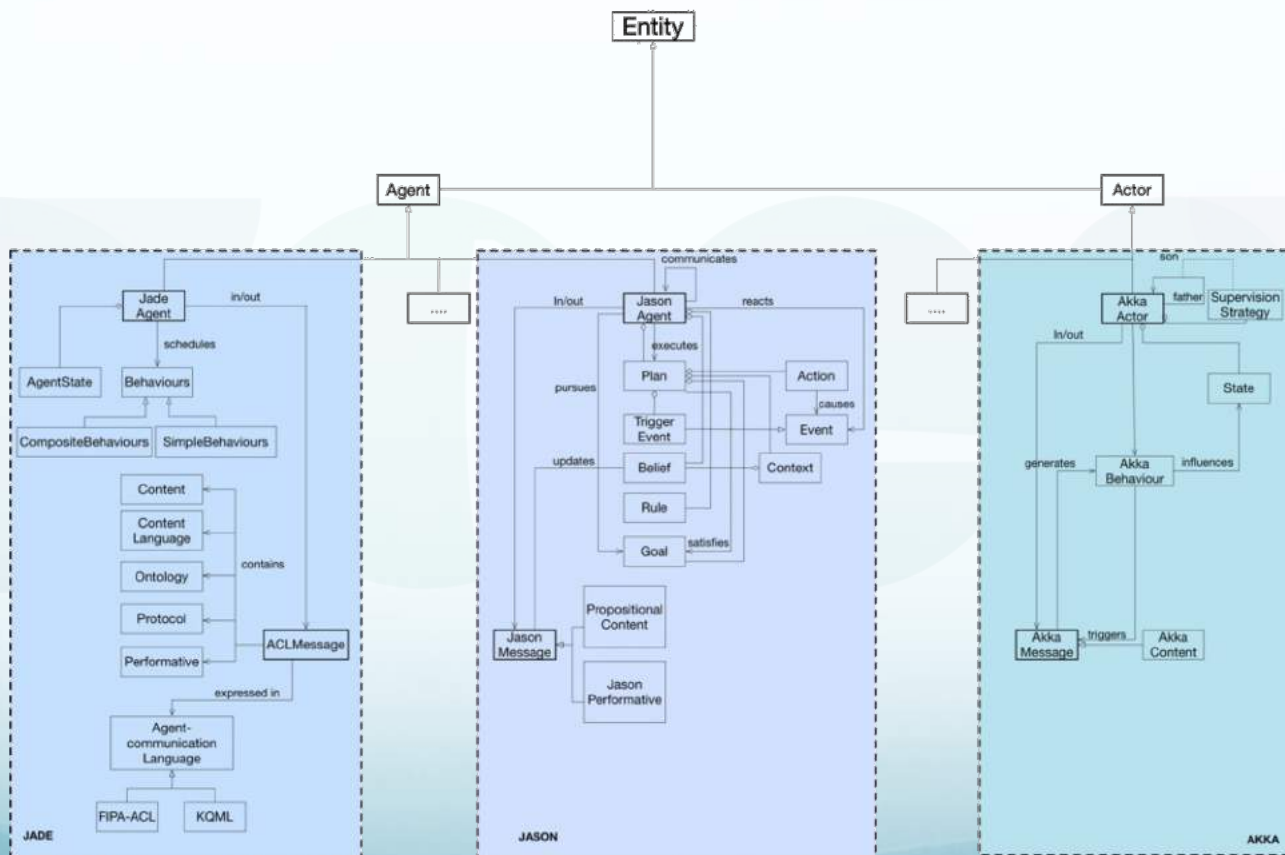 Entity
Agent
Actor
Jade
Agent
in/out
schedules
AgentState
Behaviours
CompositeBehaviours
SimpleBehaviours
Content
Content
Language
contains
Ontology
Protocol
ACLMessage
Performative
expressed in
Agent-
communication
Language
FIPA-ACL
KQML
JADE
....
communicates
In/out
Jason
Agent
reacts
executes
Plan
Action
pursues
causes
Trigger
Event
Event
updates
Belief
Context
Rule
Goal
satisfies
Propositional
Content
Jason
Message
Jason
Performative
JASON
....
son
Akka
Actor
father
Supervision
Strategy
In/out
State
generates
Akka
Behaviour
influences
Akka
Message
triggers
Akka
Content
AKKA